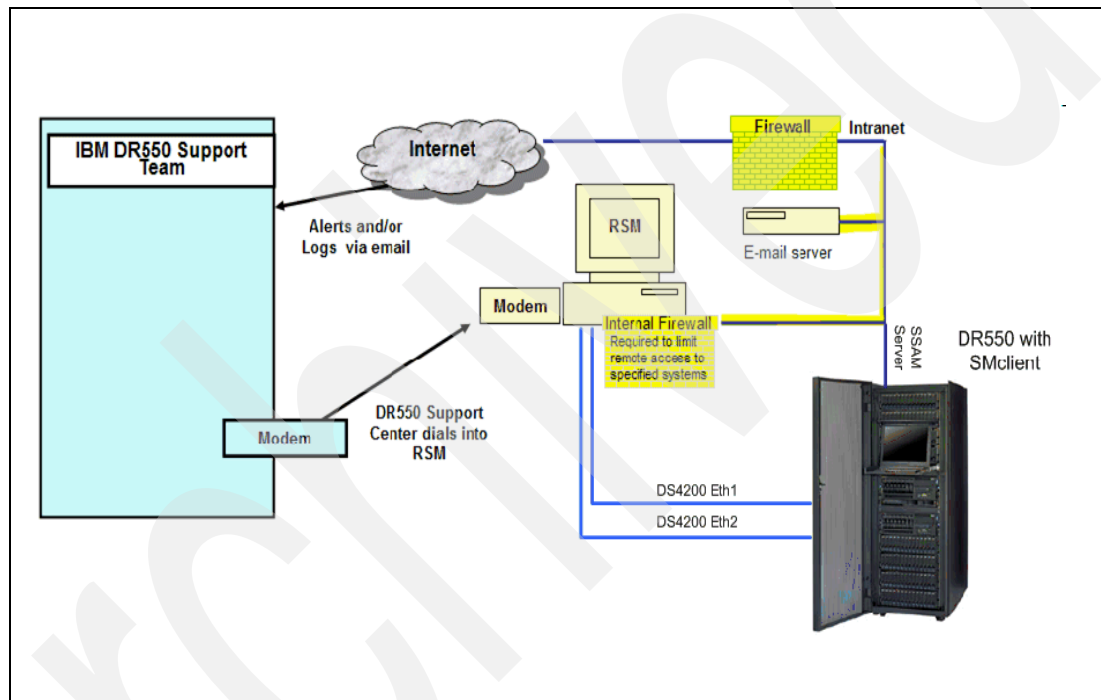 IBM DR550 Support
Team
Internet
Alerts and/or
Logs via email
Firewall
Intranet
RSM
E-mail server
Modem
Internal Firewall
Required to limit
remote access to
specified systems
SSAM
Server
DR550 with
SMclient
Modem
DR550 Support
Center dials into
RSM
DS4200 Eth1
DS4200 Eth2